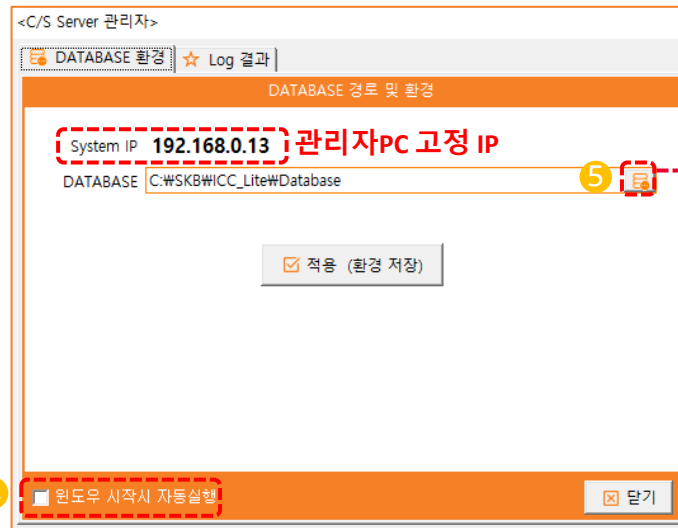 <C/S Server 관리자>
DATABASE 환경 Log 결과
DATABASE 경로 및 환경
System IP 192.168.0.13 관리자PC 고정 IP
DATABASE C:₩SKB₩ICC_Lite₩Database 5
적용 (환경 저장)
윈도우 시작시 자동실행 닫기